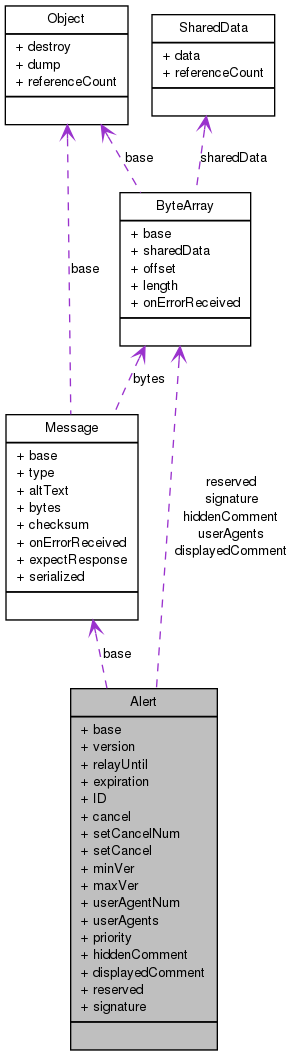 Object
+ destroy
+ dump
+ referenceCount
SharedData
+ data
+ referenceCount
base
sharedData
ByteArray
+ base
+ sharedData
+ offset
+ length
+ onErrorReceived
base
bytes
Message
+ base
+ type
+ altText
+ bytes
+ checksum
+ onErrorReceived
+ expectResponse
+ serialized
reserved
signature
hiddenComment
userAgents
displayedComment
base
Alert
+ base
+ version
+ relayUntil
+ expiration
+ ID
+ cancel
+ setCancelNum
+ setCancel
+ minVer
+ maxVer
+ userAgentNum
+ userAgents
+ priority
+ hiddenComment
+ displayedComment
+ reserved
+ signature